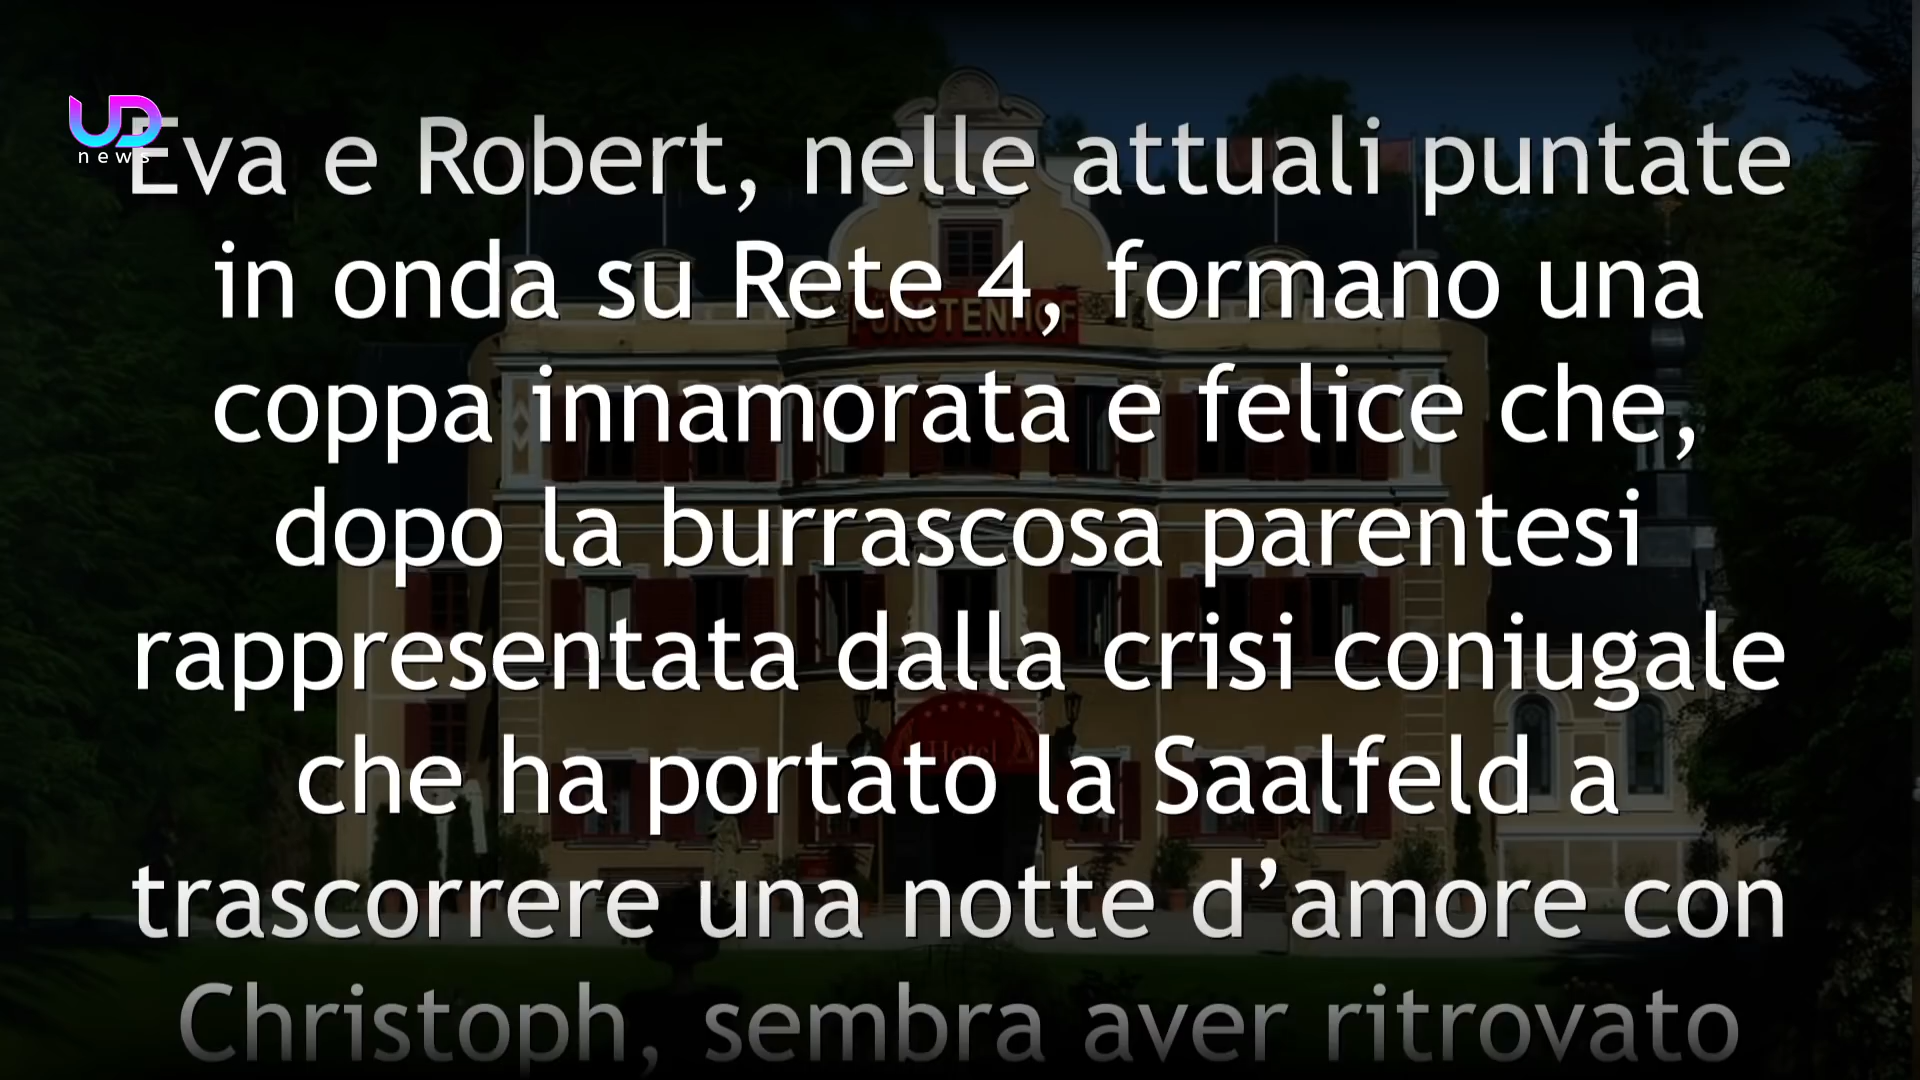 UD
news
Eva e Robert, nelle attuali puntate
in onda su Rete 4, formano una
coppa innamorata e felice che,
dopo la burrascosa parentesi
rappresentata dalla crisi coniugale
che ha portato la Saalfeld a
trascorrere una notte d’amore con
Christoph, sembra aver ritrovato
FÜRSTENHOF
Hotel